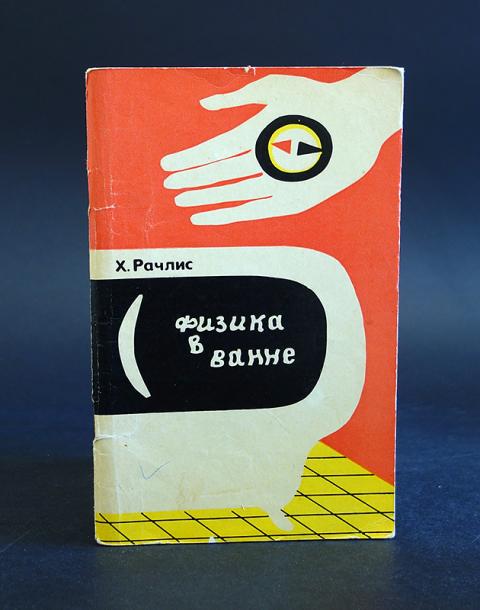 Х. Рачлис
физика
в
ванне